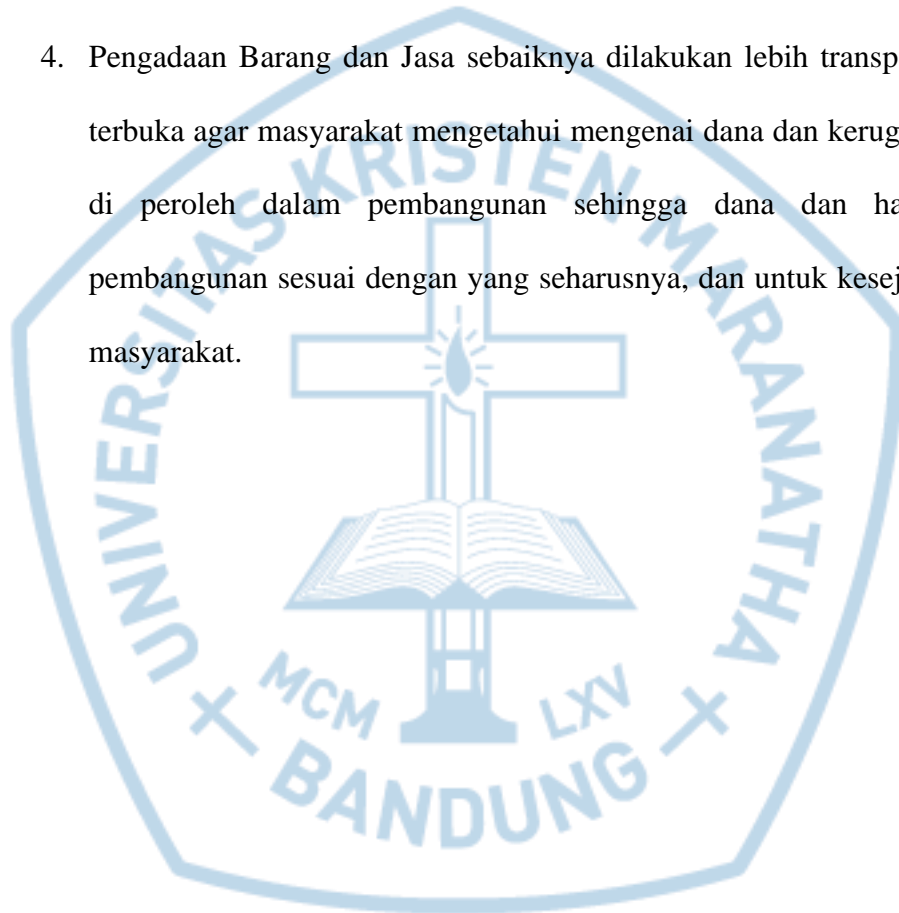 4. Pengadaan Barang dan Jasa sebaiknya dilakukan lebih transp
terbuka agar masyarakat mengetahui mengenai dana dan kerug
di peroleh dalam pembangunan sehingga dana dan ha
pembangunan sesuai dengan yang seharusnya, dan untuk kesej
masyarakat.
UNIVERSITAS KRISTEN MARANATHA
MCM LXV
BANDUNG